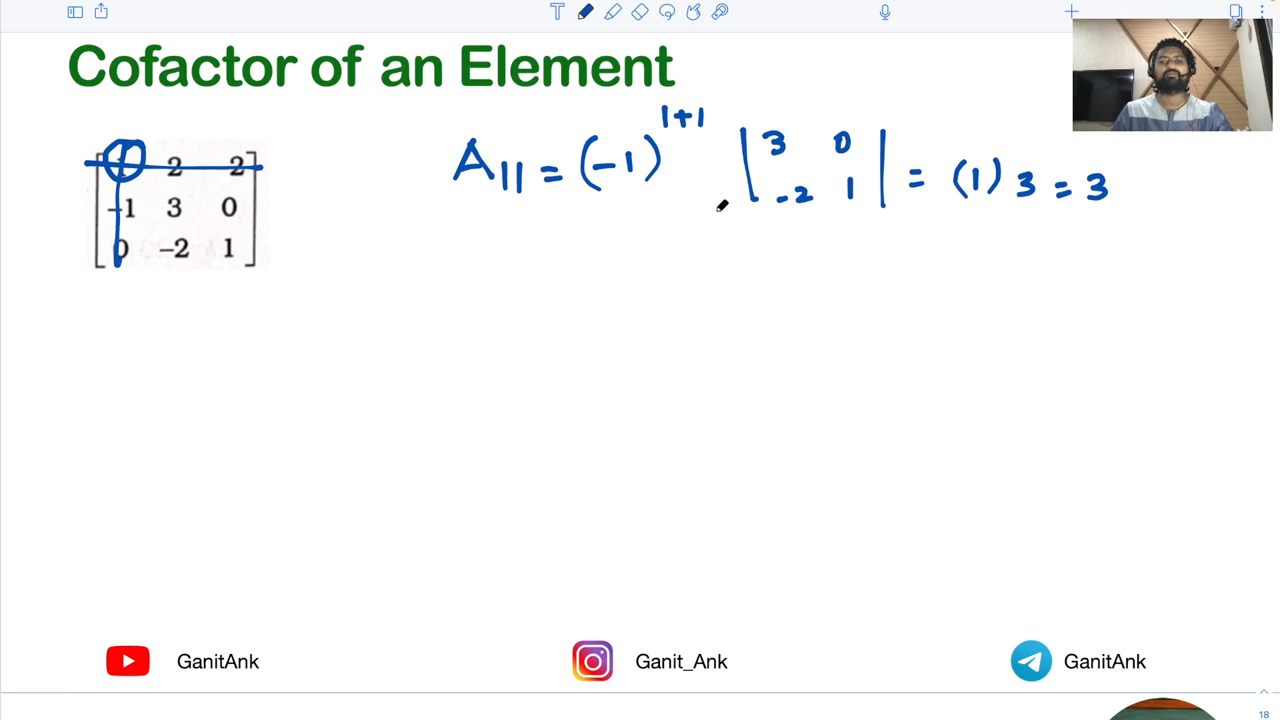 Cofactor of an Element
1 2 2
-1 3 0
0 -2 1
A11 = (-1)^1+1 | 3 0 | = (1) 3 = 3
| -2 1 |
GanitAnk Ganit_Ank GanitAnk
18